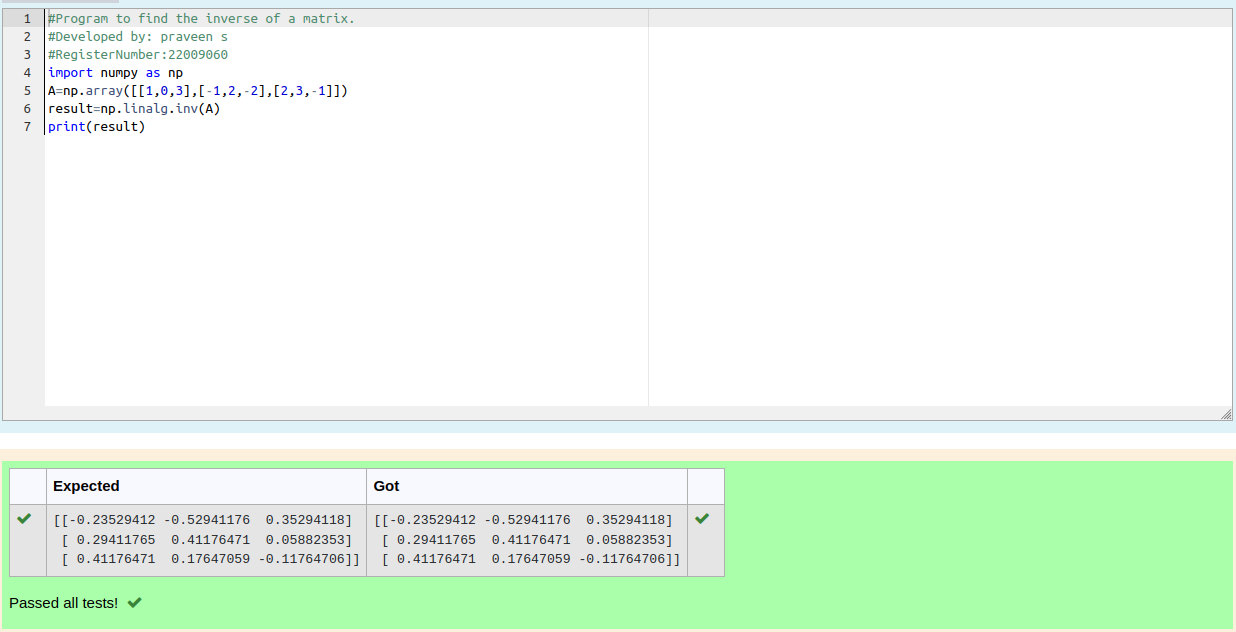 1 #Program to find the inverse of a matrix.
2 #Developed by: praveen s
3 #RegisterNumber:22009060
4 import numpy as np
5 A=np.array([[1,0,3],[-1,2,-2],[2,3,-1]])
6 result=np.linalg.inv(A)
7 print(result)
Expected Got
[[-0.23529412 -0.52941176  0.35294118] [[-0.23529412 -0.52941176  0.35294118]
[ 0.29411765  0.41176471  0.05882353] [ 0.29411765  0.41176471  0.05882353]
[ 0.41176471  0.17647059 -0.11764706]] [ 0.41176471  0.17647059 -0.11764706]]
Passed all tests!